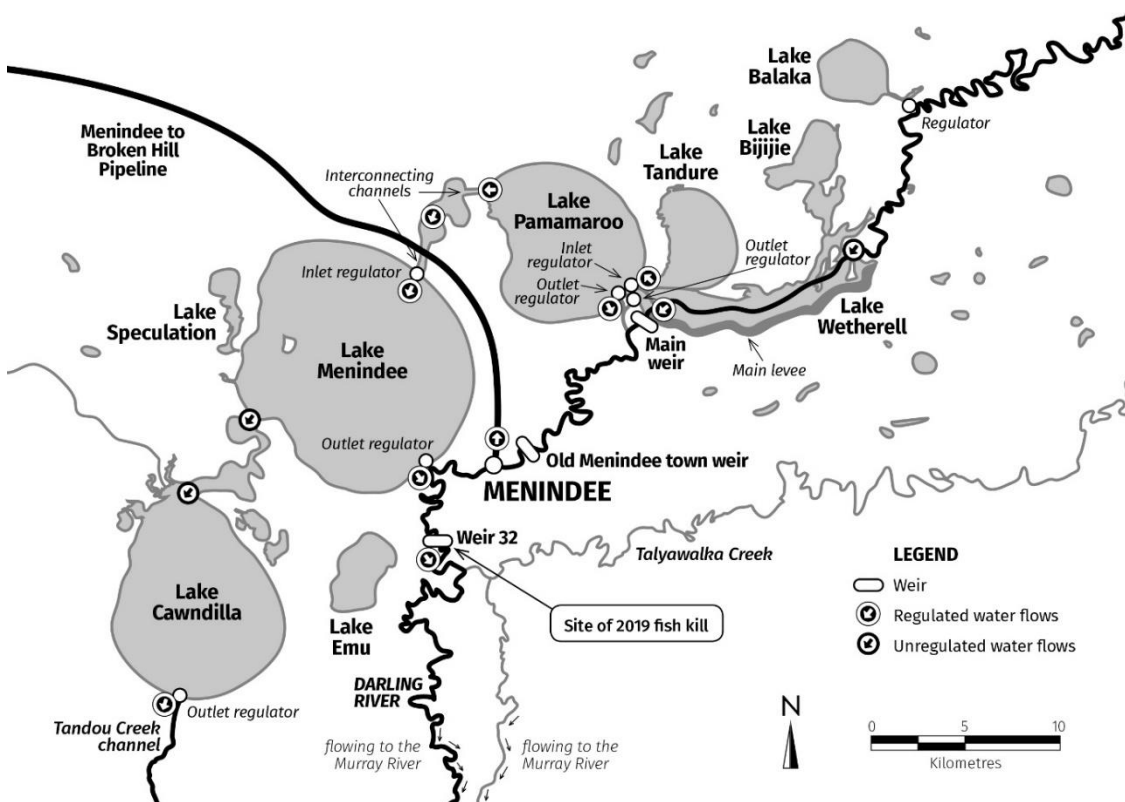 Lake
Balaka
Regulator
Menindee to
Broken Hill
Pipeline
Lake
Bijijie
Lake
Tandure
Interconnecting
channels
Lake
Pamamaroo
Inlet
regulator
Outlet
regulator
Outlet
regulator
Inlet regulator
Lake
Speculation
Lake
Wetherell
Main
weir
Main levee
Lake
Menindee
Outlet regulator
Old Menindee town weir
MENINDEE
Weir 32
Talyawalka Creek
Lake
Cawndilla
Lake
Emu
Site of 2019 fish kill
LEGEND
Weir
Regulated water flows
Unregulated water flows
DARLING
RIVER
Outlet regulator
Tandou Creek
channel
flowing to the
Murray River
flowing to the
Murray River
N
0 5 10
Kilometres